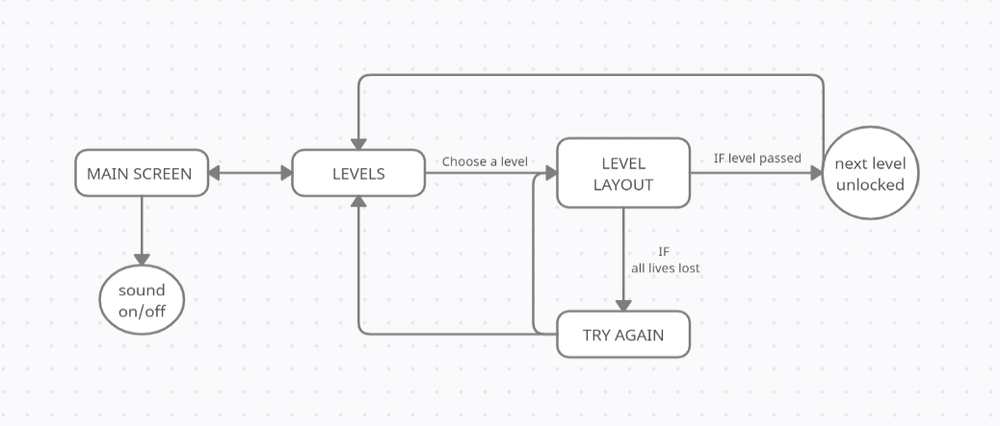 MAIN SCREEN
LEVELS
Choose a level
LEVEL
LAYOUT
IF level passed
next level
unlocked
IF
all lives lost
sound
on/off
TRY AGAIN